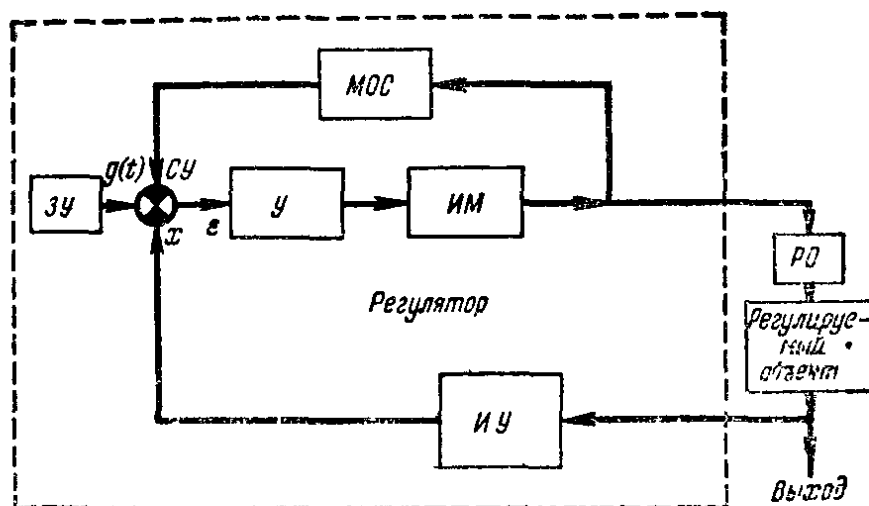 МОС
g(t)
СУ
ЗУ
У
ИМ
x
ε
РО
Регулятор
Регулируе-
мый
объект
ИУ
Выход